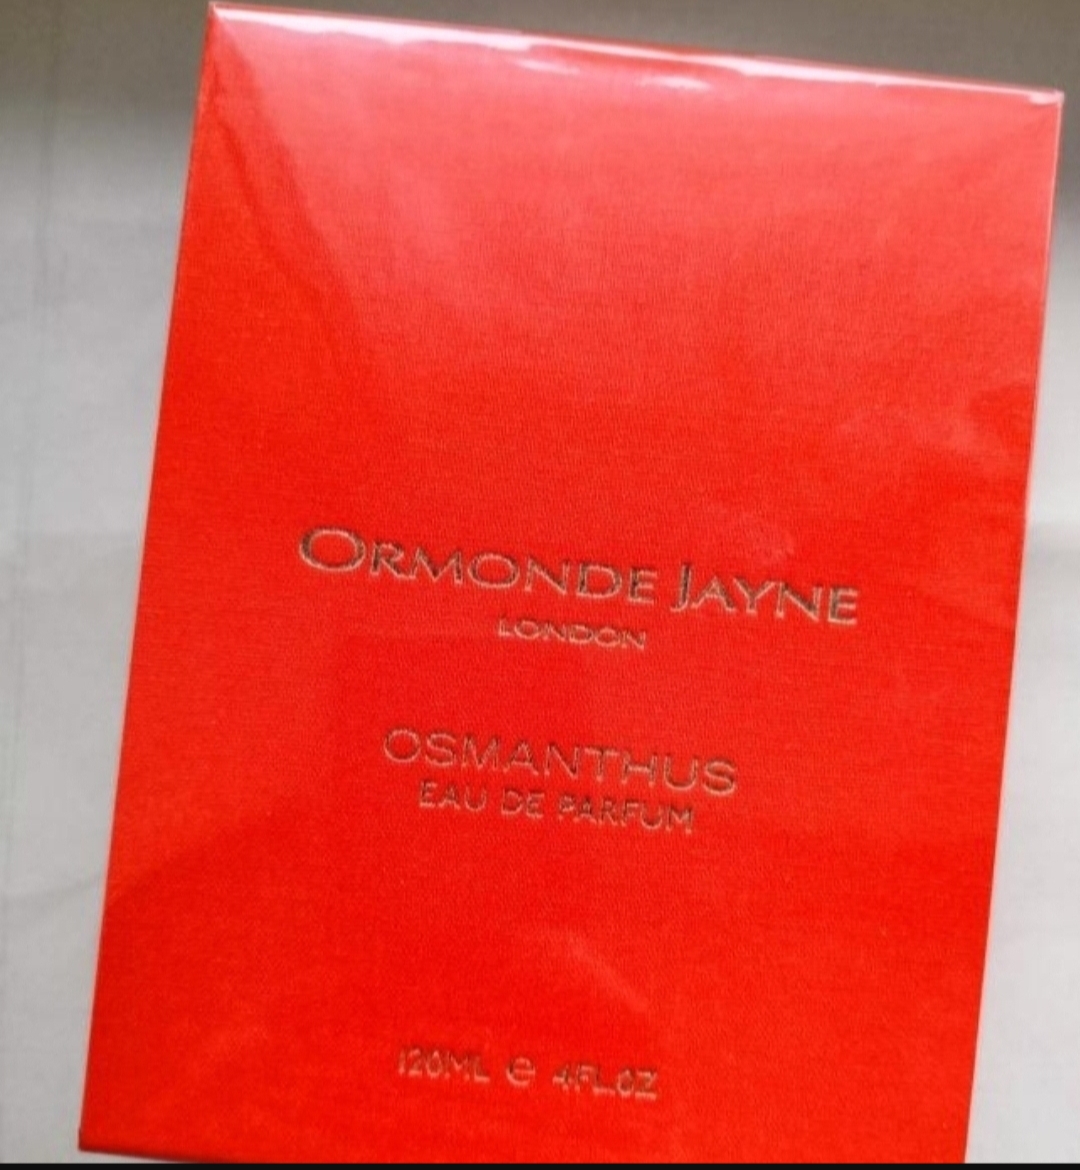 ORMONDE JAYNE
LONDON
OSMANTHUS
EAU DE PARFUM
120ML ℮ 4FL.OZ